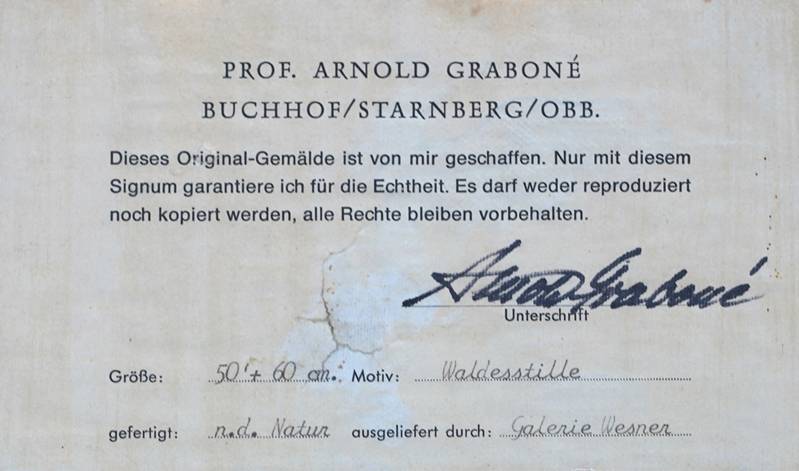 PROF. ARNOLD GRABONÉ
BUCHHOF/STARNBERG/OBB.
Dieses Original-Gemälde ist von mir geschaffen. Nur mit diesem
Signum garantiere ich für die Echtheit. Es darf weder reproduziert
noch kopiert werden, alle Rechte bleiben vorbehalten.
Arnold Graboné
Unterschrift
Größe: 50 + 60 cm. Motiv: Waldesstille
gefertigt: n.d. Natur ausgeliefert durch: Galerie Wesner